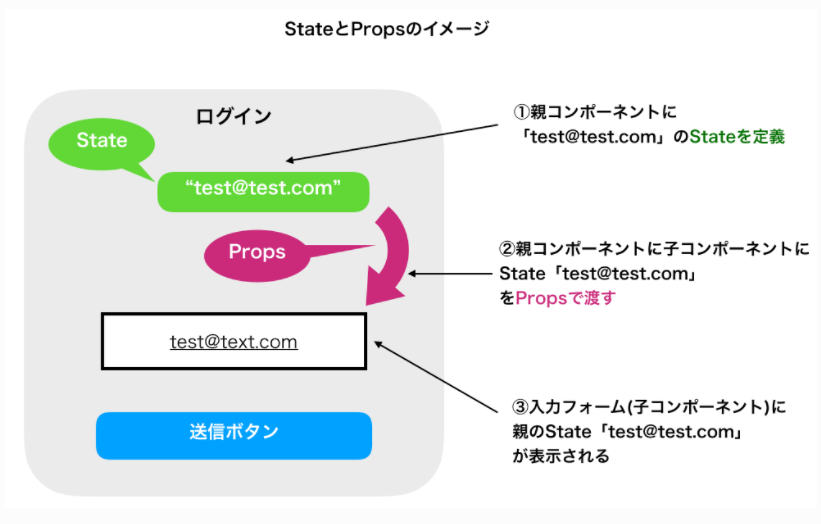 StateとPropsのイメージ
ログイン
State
“test@test.com”
Props
test@text.com
送信ボタン
①親コンポーネントに
「test@test.com」のStateを定義
②親コンポーネントに子コンポーネントに
State「test@test.com」
をPropsで渡す
③入力フォーム(子コンポーネント)に
親のState「test@test.com」
が表示される